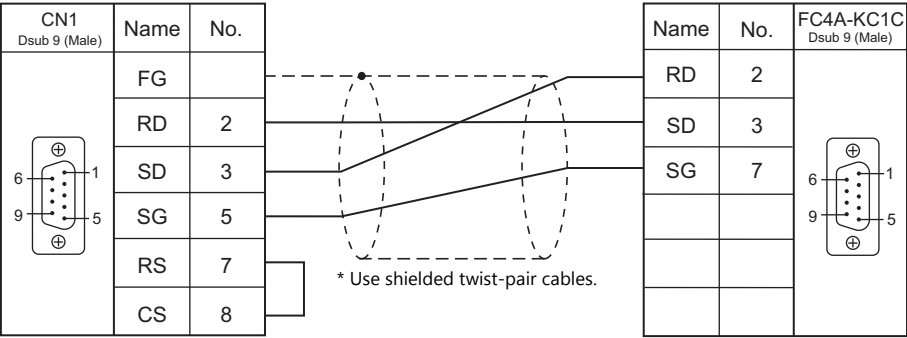 CN1
Dsub 9 (Male)
Name No.
FG
RD 2
SD 3
SG 5
RS 7
CS 8
6 1
9 5
* Use shielded twist-pair cables.
Name No.
RD 2
SD 3
SG 7
FC4A-KC1C
Dsub 9 (Male)
6 1
9 5